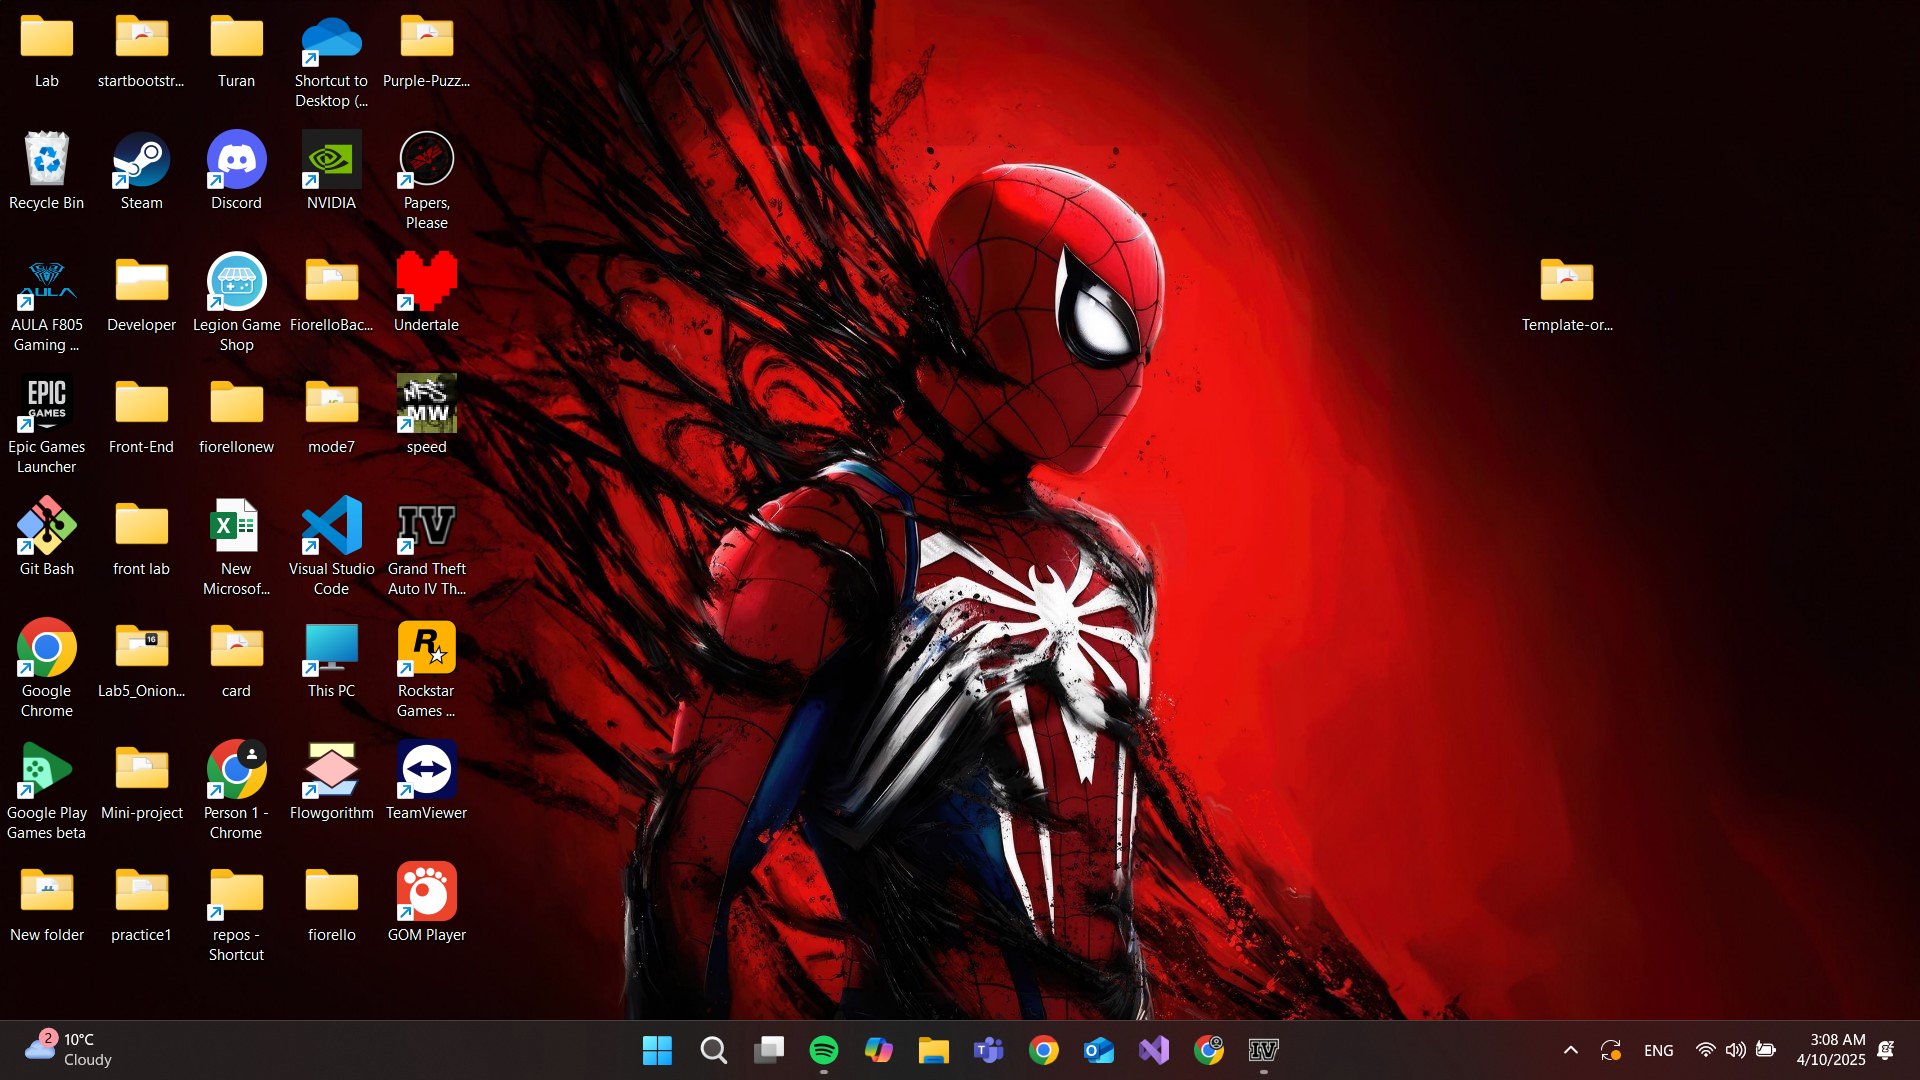 Lab
startbootstr...
Turan
Shortcut to
Desktop (...
Purple-Puzz...
Recycle Bin
Steam
Discord
NVIDIA
Papers,
Please
AULA
AULA F805
Gaming ...
Developer
Legion Game
Shop
FiorelloBac...
Undertale
Template-or...
EPIC
GAMES
Epic Games
Launcher
Front-End
fiorellonew
mode7
NFS
MW
speed
Git Bash
front lab
X
New
Microsof...
Visual Studio
Code
IV
Grand Theft
Auto IV Th...
Google
Chrome
16
Lab5_Onion...
card
This PC
R
Rockstar
Games ...
Google Play
Games beta
Mini-project
Person 1 -
Chrome
Flowgorithm
TeamViewer
New folder
practice1
repos -
Shortcut
fiorello
GOM Player
2
10°C
Cloudy
T
O
IV
ENG
3:08 AM
4/10/2025